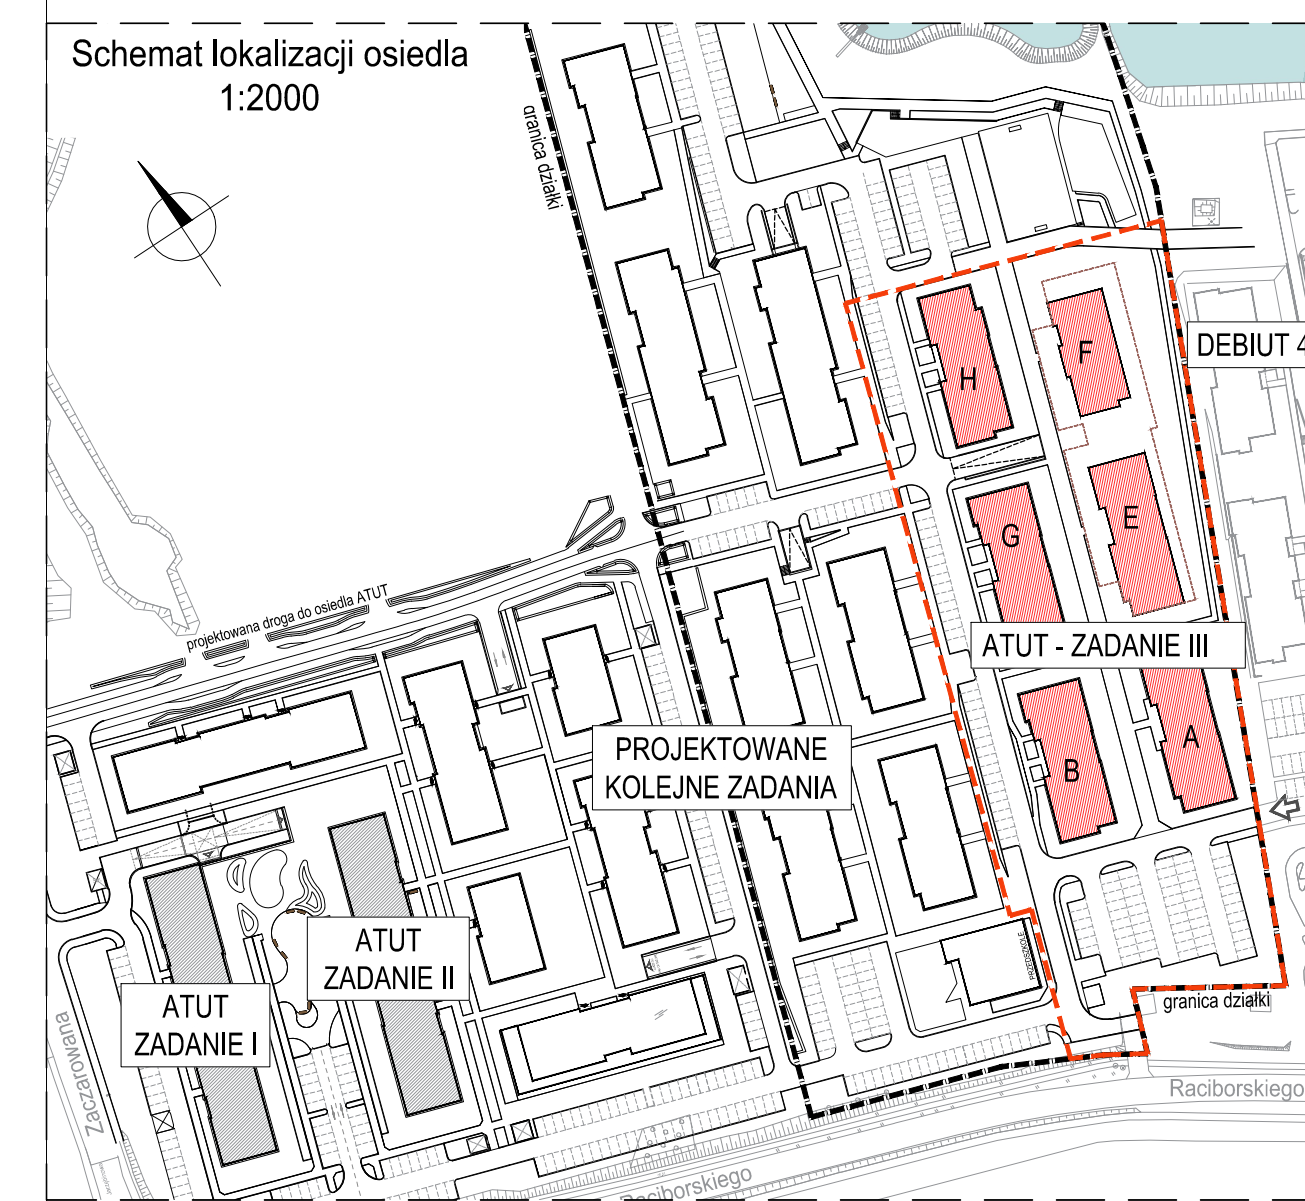 Schemat lokalizacji osiedla
1:2000
granica działki
DEBIUT 4
H
F
G
E
projektowana droga do osiedla ATUT
ATUT - ZADANIE III
PROJEKTOWANE
KOLEJNE ZADANIA
B
A
ATUT
ZADANIE II
PRZEDSZKOLE
ATUT
ZADANIE I
granica działki
Zaczarowana
Raciborskiego
Raciborskiego